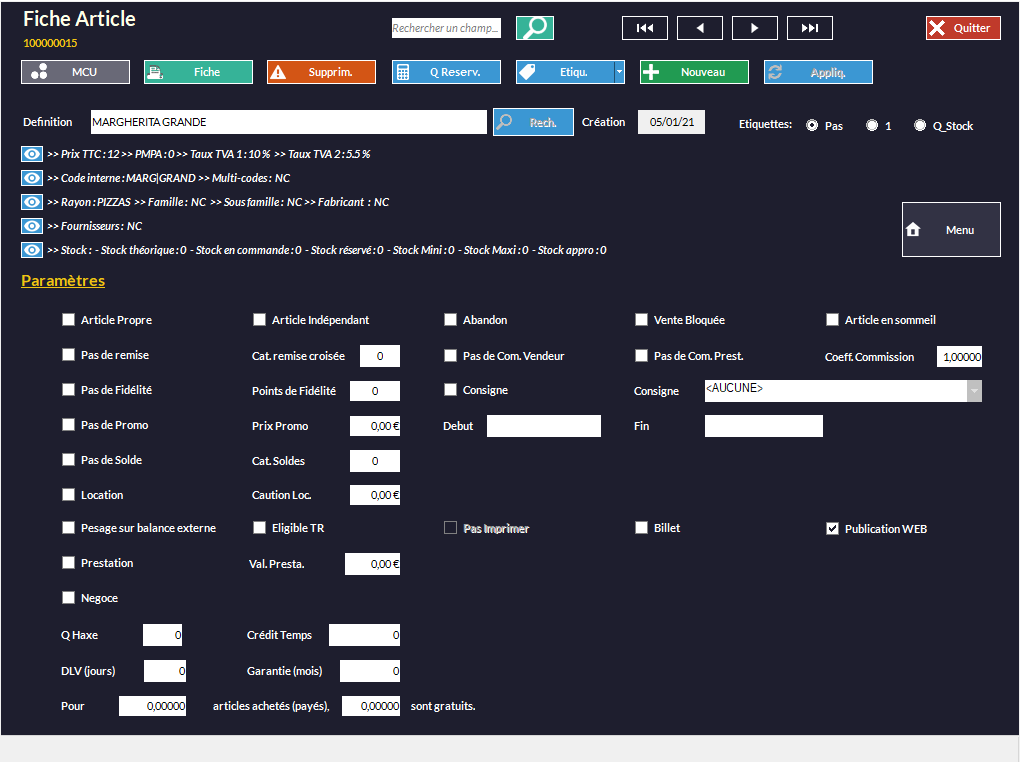 Fiche Article
100000015
Rechercher un champ...
Quitter
MCU Fiche Supprim. Q Reserv. Etiqu. Nouveau Appliq.
Definition MARGHERITA GRANDE Rech. Création 05/01/21 Etiquettes: Pas 1 Q_Stock
>> Prix TTC : 12 >> PMPA : 0 >> Taux TVA 1 : 10 % >> Taux TVA 2 : 5.5 %
>> Code interne : MARG|GRAND >> Multi-codes : NC
>> Rayon : PIZZAS >> Famille : NC >> Sous famille : NC >> Fabricant : NC
>> Fournisseurs : NC
Menu
>> Stock : - Stock théorique : 0 - Stock en commande : 0 - Stock réservé : 0 - Stock Mini : 0 - Stock Maxi : 0 - Stock appro : 0
Paramètres
Article Propre Article Indépendant Abandon Vente Bloquée Article en sommeil
Pas de remise Cat. remise croisée 0 Pas de Com. Vendeur Pas de Com. Prest. Coeff. Commission 1,00000
Pas de Fidélité Points de Fidélité 0 Consigne Consigne <AUCUNE>
Pas de Promo Prix Promo 0,00 € Debut Fin
Pas de Solde Cat. Soldes 0
Location Caution Loc. 0,00 €
Pesage sur balance externe Eligible TR Pas Imprimer Billet Publication WEB
Prestation Val. Presta. 0,00 €
Negoce
Q Haxe 0 Crédit Temps 0
DLV (jours) 0 Garantie (mois) 0
Pour 0,00000 articles achetés (payés), 0,00000 sont gratuits.